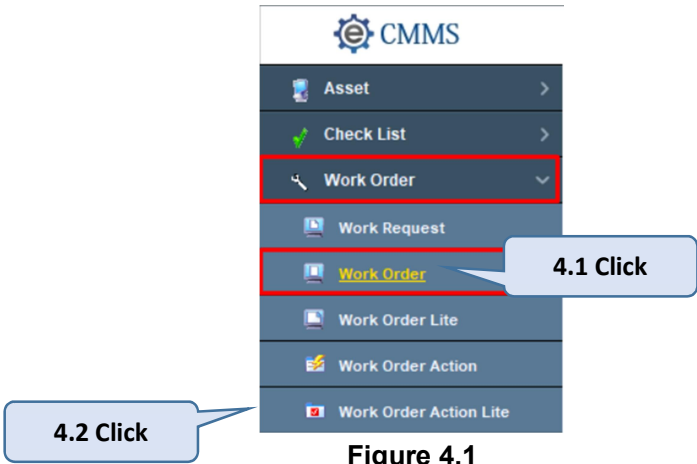 e CMMS
Asset
Check List
Work Order
Work Request
Work Order
4.1 Click
Work Order Lite
Work Order Action
Work Order Action Lite
4.2 Click
Figure 4.1